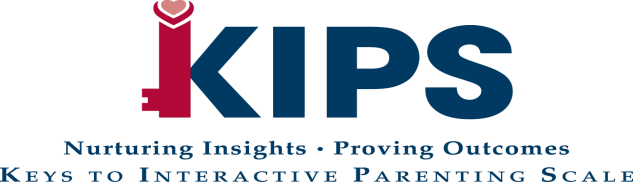 KIPS
Nurturing Insights · Proving Outcomes
KEYS TO INTERACTIVE PARENTING SCALE